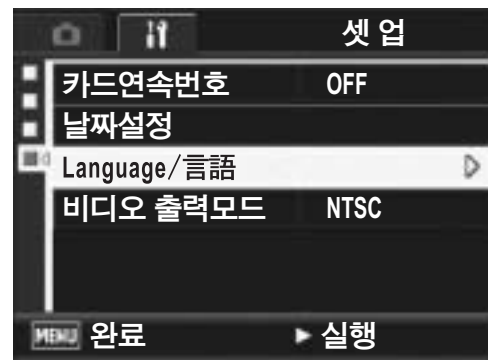 셋 업
카드연속번호 OFF
날짜설정
Language/言語
비디오 출력모드 NTSC
MENU 완료 ▶ 실행